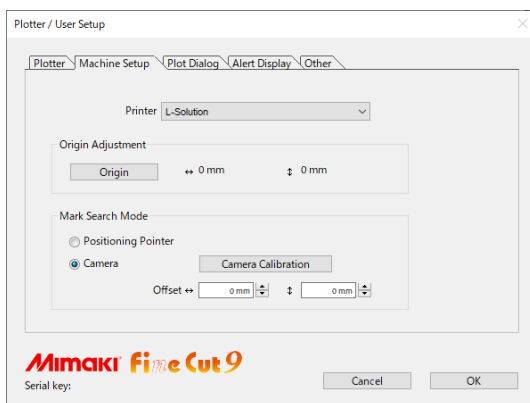 Plotter / User Setup
Plotter Machine Setup Plot Dialog Alert Display Other
Printer L-Solution
Origin Adjustment
Origin ↔ 0 mm ↕ 0 mm
Mark Search Mode
Positioning Pointer
Camera Camera Calibration
Offset ↔ 0 mm ↕ 0 mm
Mimaki Fine Cut 9
Serial key: Cancel OK